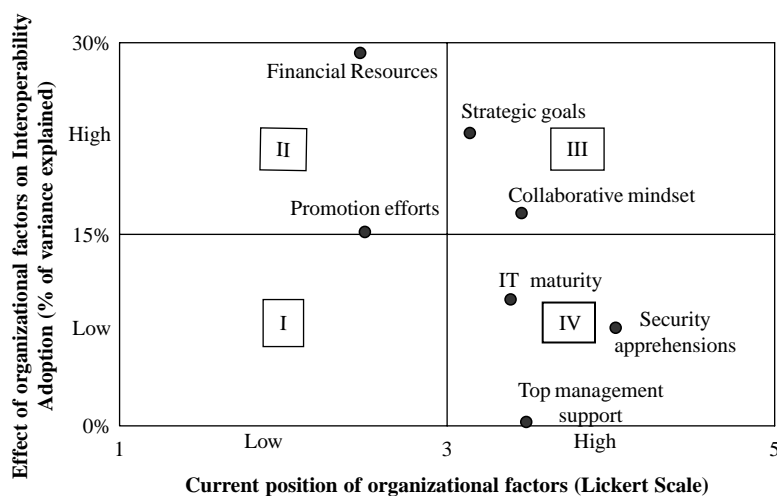 Effect of organizational factors on Interoperability
Adoption (% of variance explained)
30%
Financial Resources
Strategic goals
High
II
III
Collaborative mindset
Promotion efforts
15%
IT maturity
I
IV
Low
Security
apprehensions
Top management
support
0%
Low
High
1
3
5
Current position of organizational factors (Lickert Scale)